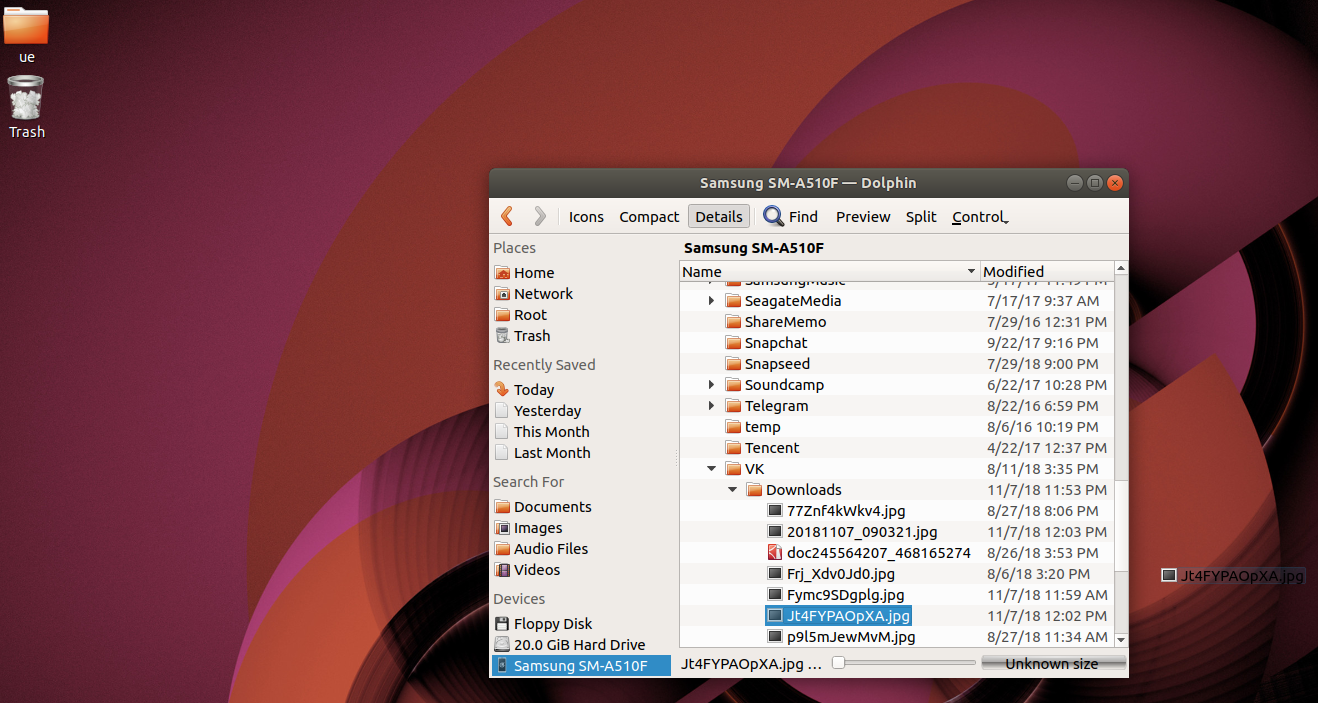 ue
Trash
Samsung SM-A510F — Dolphin
Icons Compact Details Find Preview Split Control
Places
Home
Network
Root
Trash
Recently Saved
Today
Yesterday
This Month
Last Month
Search For
Documents
Images
Audio Files
Videos
Devices
Floppy Disk
20.0 GiB Hard Drive
Samsung SM-A510F
Samsung SM-A510F
Name Modified
SamsungMusic 5/17/17 11:49 PM
SeagateMedia 7/17/17 9:37 AM
ShareMemo 7/29/16 12:31 PM
Snapchat 9/22/17 9:16 PM
Snapseed 7/29/18 9:00 PM
Soundcamp 6/22/17 10:28 PM
Telegram 8/22/16 6:59 PM
temp 8/6/16 10:19 PM
Tencent 4/22/17 12:37 PM
VK 8/11/18 3:35 PM
Downloads 11/7/18 11:53 PM
77Znf4kWkv4.jpg 8/27/18 8:06 PM
20181107_090321.jpg 11/7/18 12:03 PM
doc245564207_468165274 8/26/18 3:53 PM
Frj_Xdv0Jd0.jpg 8/6/18 3:20 PM
Fymc9SDgplg.jpg 11/7/18 11:59 AM
Jt4FYPAOpXA.jpg 11/7/18 12:02 PM
p9l5mJewMvM.jpg 8/27/18 11:34 AM
Jt4FYPAOpXA.jpg ... Unknown size
Jt4FYPAOpXA.jpg